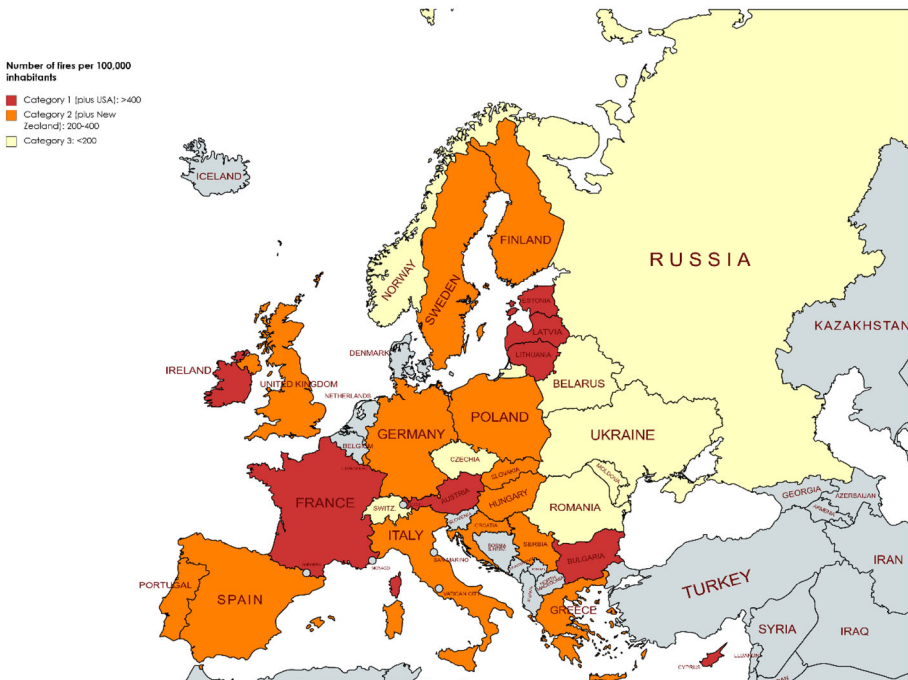 Number of fires per 100,000
inhabitants
Category 1 (plus USA): >400
Category 2 (plus New
Zealand): 200-400
Category 3: <200
ICELAND
FINLAND
RUSSIA
NORWAY
SWEDEN
ESTONIA
KAZAKHSTAN
LATVIA
DENMARK
LITHUANIA
IRELAND
UNITED KINGDOM
BELARUS
NETHERLANDS
POLAND
GERMANY
UKRAINE
BELGIUM
CZECHIA
SLOVAKIA
MOLDOVA
AUSTRIA
HUNGARY
FRANCE
SWITZ.
ROMANIA
GEORGIA
AZERBAIJAN
ARMENIA
SLOVENIA
CROATIA
ITALY
SERBIA
SAN MARINO
BULGARIA
IRAN
MONACO
PORTUGAL
SPAIN
VATICAN CITY
TURKEY
GREECE
SYRIA
IRAQ
CYPRUS